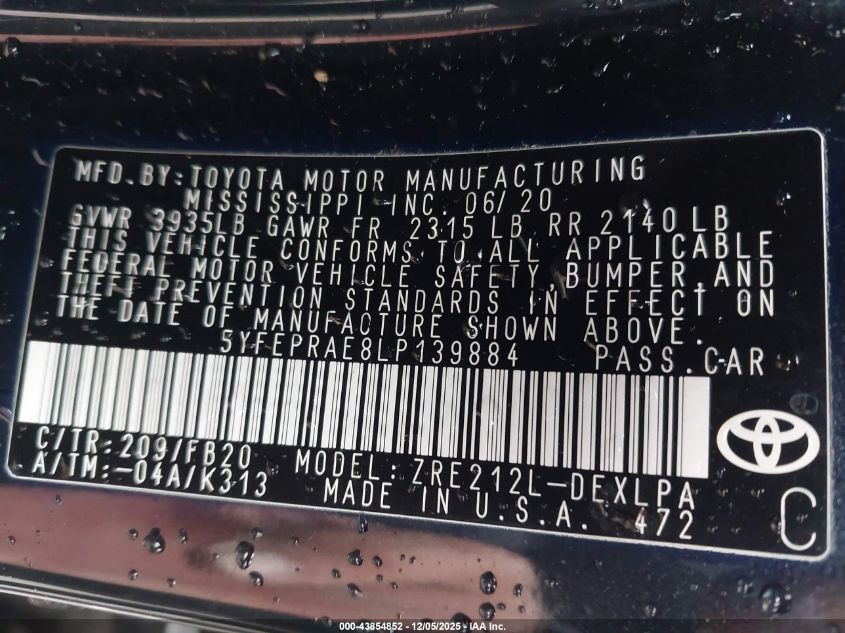 MFD.BY:TOYOTA MOTOR MANUFACTURING
MISSISSIPPI INC. 06/20
GVWR 3935LB GAWR FR 2315 LB RR 2140 LB
THIS VEHICLE CONFORMS TO ALL APPLICABLE
FEDERAL MOTOR VEHICLE SAFETY, BUMPER, AND
THEFT PREVENTION STANDARDS IN EFFECT ON
THE DATE OF MANUFACTURE SHOWN ABOVE.
5YFEPRAE8LP139884 PASS.CAR
C/TR:209/FB20 MODEL: ZRE212L-DEXLPA
A/TM:-04A/K313 MADE IN U.S.A. 472
C
000-43854852 - 12/05/2025 - IAA Inc.